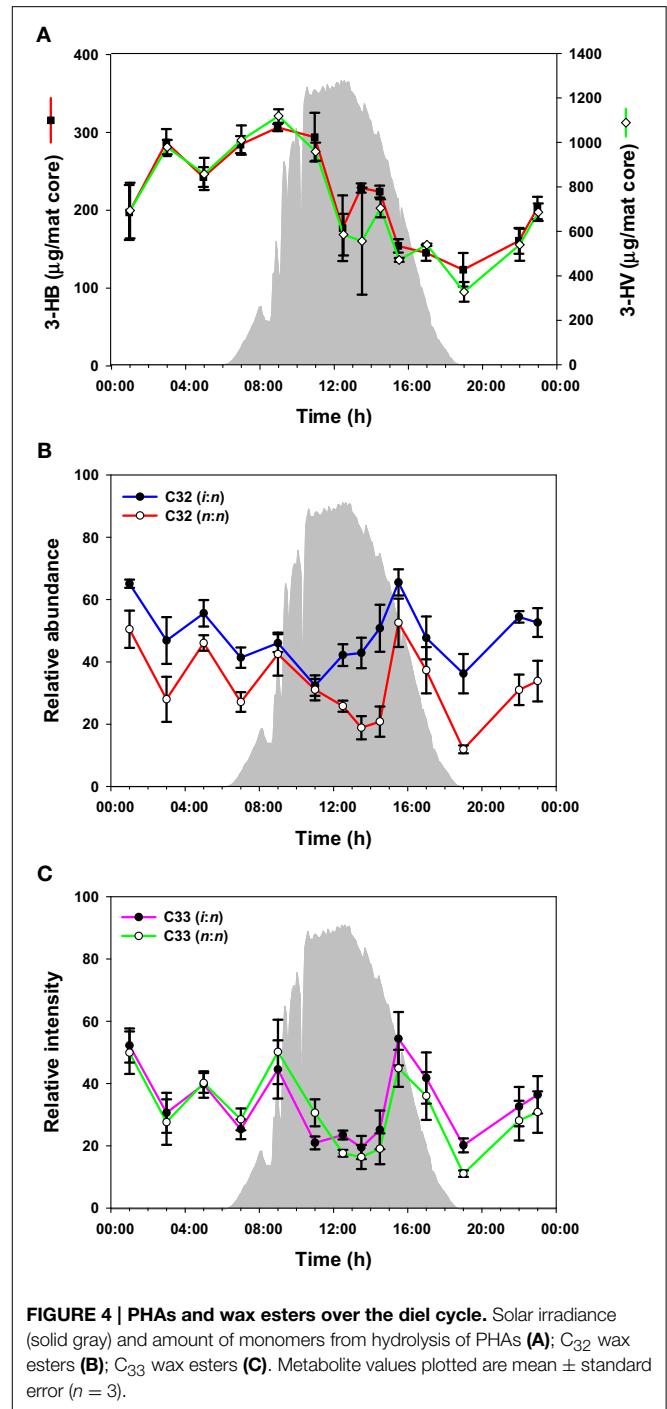 A
3-HB (µg/mat core)
3-HV (µg/mat core)
400
300
200
100
0
1400
1200
1000
800
600
400
200
0
00:00 04:00 08:00 12:00 16:00 20:00 00:00
Time (h)
B
C32 (i:n)
C32 (n:n)
Relative abundance
100
80
60
40
20
0
00:00 04:00 08:00 12:00 16:00 20:00 00:00
Time (h)
C
C33 (i:n)
C33 (n:n)
Relative intensity
100
80
60
40
20
0
00:00 04:00 08:00 12:00 16:00 20:00 00:00
Time (h)
FIGURE 4 | PHAs and wax esters over the diel cycle. Solar irradiance
(solid gray) and amount of monomers from hydrolysis of PHAs (A); C32 wax
esters (B); C33 wax esters (C). Metabolite values plotted are mean ± standard
error (n = 3).